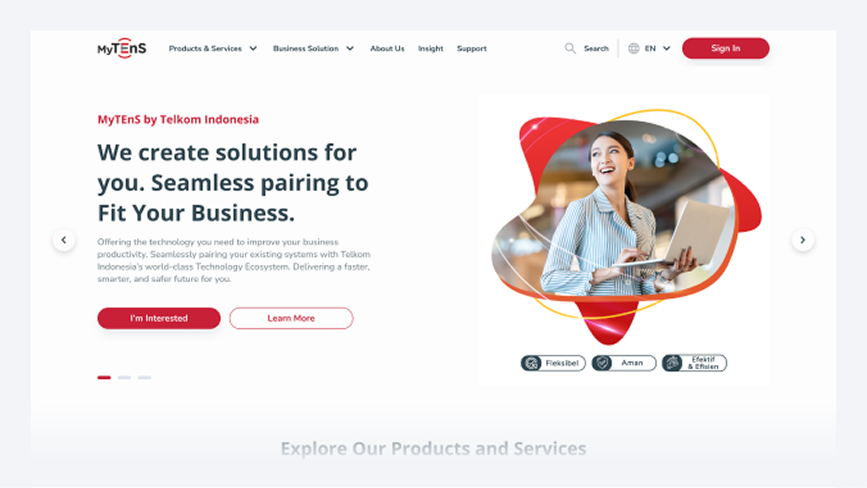 MyTEnS
Products & Services
Business Solution
About Us
Insight
Support
Search
EN
Sign In
MyTEnS by Telkom Indonesia
We create solutions for
you. Seamless pairing to
Fit Your Business.
Offering the technology you need to improve your business
productivity. Seamlessly pairing your existing systems with Telkom
Indonesia's world-class Technology Ecosystem. Delivering a faster,
smarter, and safer future for you.
I'm Interested
Learn More
Fleksibel
Aman
Efektif
& Efisien
Explore Our Products and Services